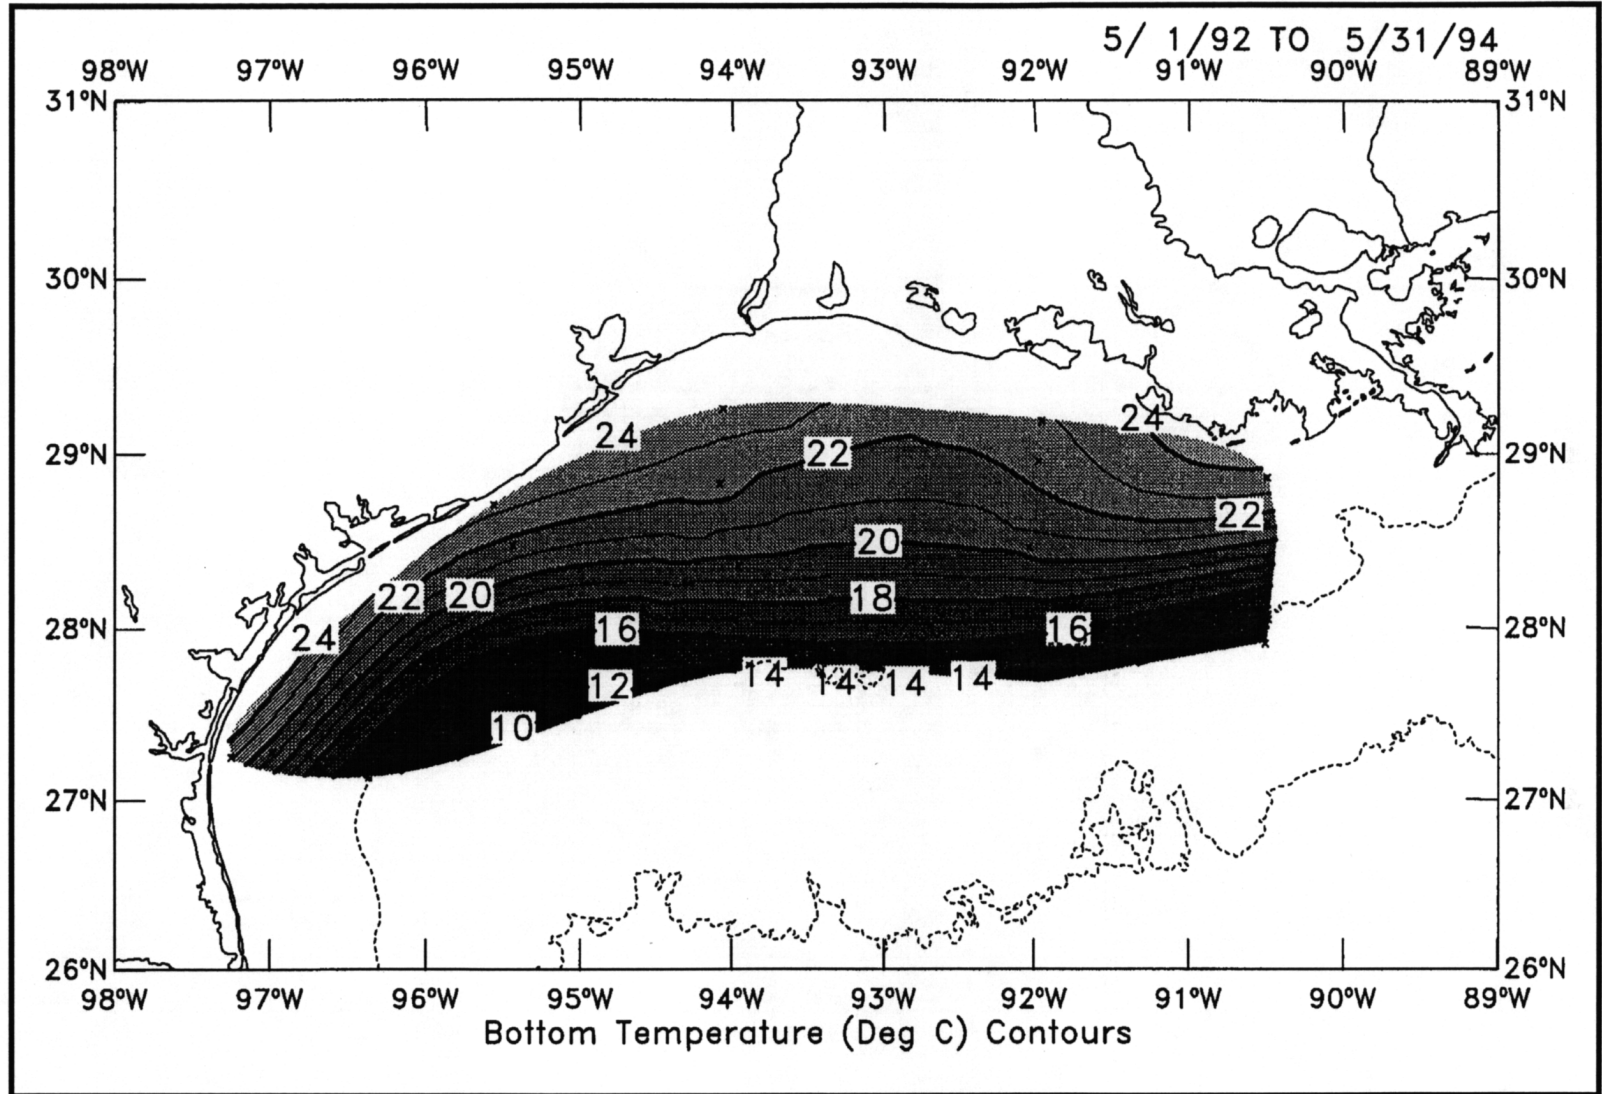 5/ 1/92 TO 5/31/94
98°W 97°W 96°W 95°W 94°W 93°W 92°W 91°W 90°W 89°W
31°N 31°N
30°N 30°N
24
24
29°N 22 29°N
22
20
22 20 18
24 28°N 16 16 28°N
12 14 14 14 14
10
27°N 27°N
26°N 26°N
98°W 97°W 96°W 95°W 94°W 93°W 92°W 91°W 90°W 89°W
Bottom Temperature (Deg C) Contours